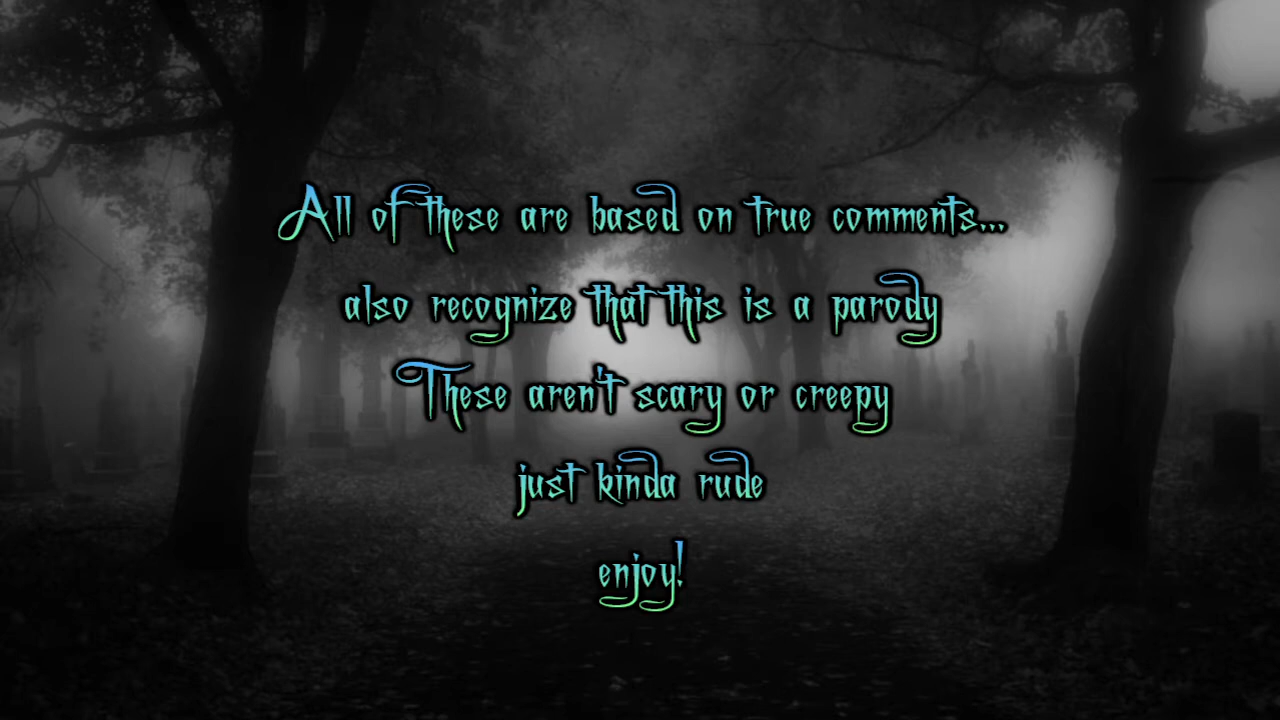 All of these are based on true comments...
also recognize that this is a parody
These aren't scary or creepy
just kinda rude
enjoy!